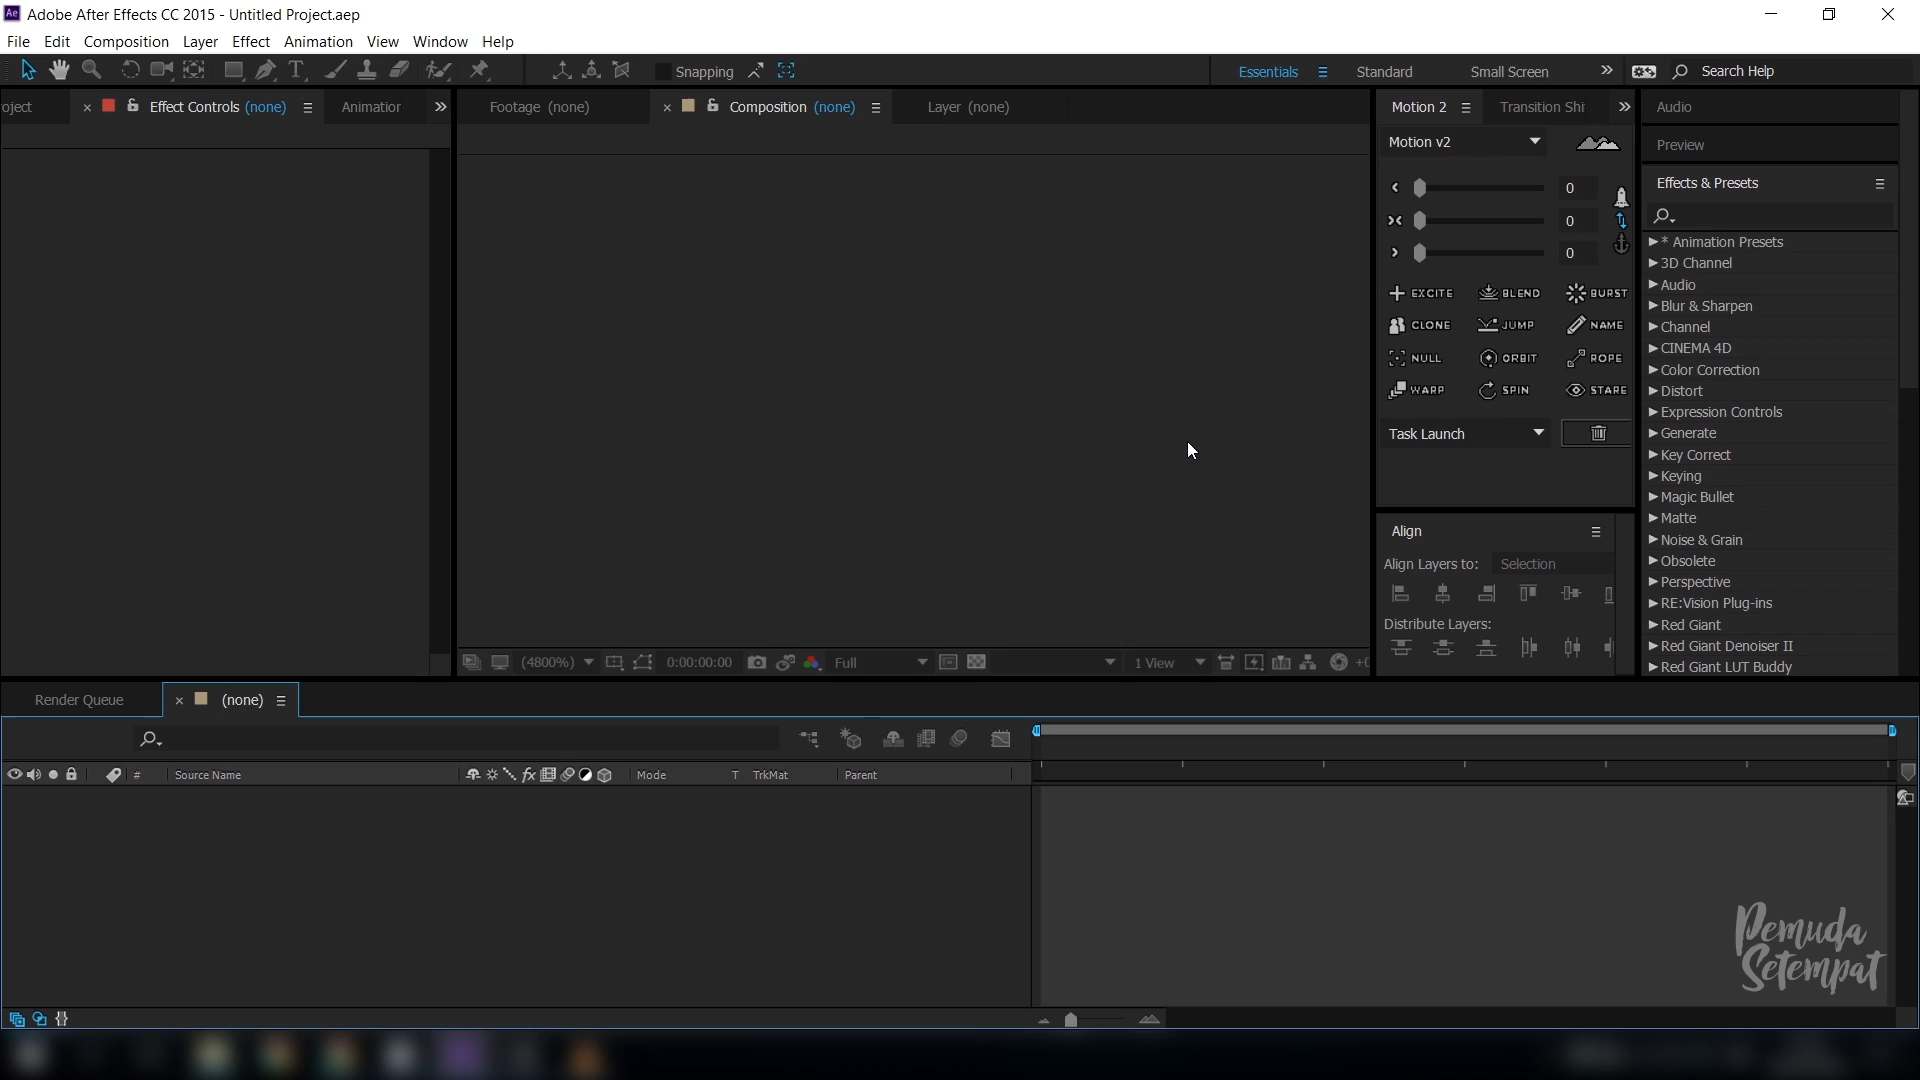 Adobe After Effects CC 2015 - Untitled Project.aep
File Edit Composition Layer Effect Animation View Window Help
Snapping
Essentials
Standard
Small Screen
Search Help
oject
Effect Controls (none)
Animatior
Footage (none)
Composition (none)
Layer (none)
Motion 2
Transition Shi
Motion v2
0
0
0
EXCITE BLEND BURST
CLONE JUMP NAME
NULL ORBIT ROPE
WARP SPIN STARE
Task Launch
Align
Align Layers to: Selection
Distribute Layers:
Audio
Preview
Effects & Presets
* Animation Presets
3D Channel
Audio
Blur & Sharpen
Channel
CINEMA 4D
Color Correction
Distort
Expression Controls
Generate
Key Correct
Keying
Magic Bullet
Matte
Noise & Grain
Obsolete
Perspective
RE:Vision Plug-ins
Red Giant
Red Giant Denoiser II
Red Giant LUT Buddy
(4800%) 0:00:00:00 Full 1 View +0
Render Queue
(none)
# Source Name Mode T TrkMat Parent
Pemuda
Setempat